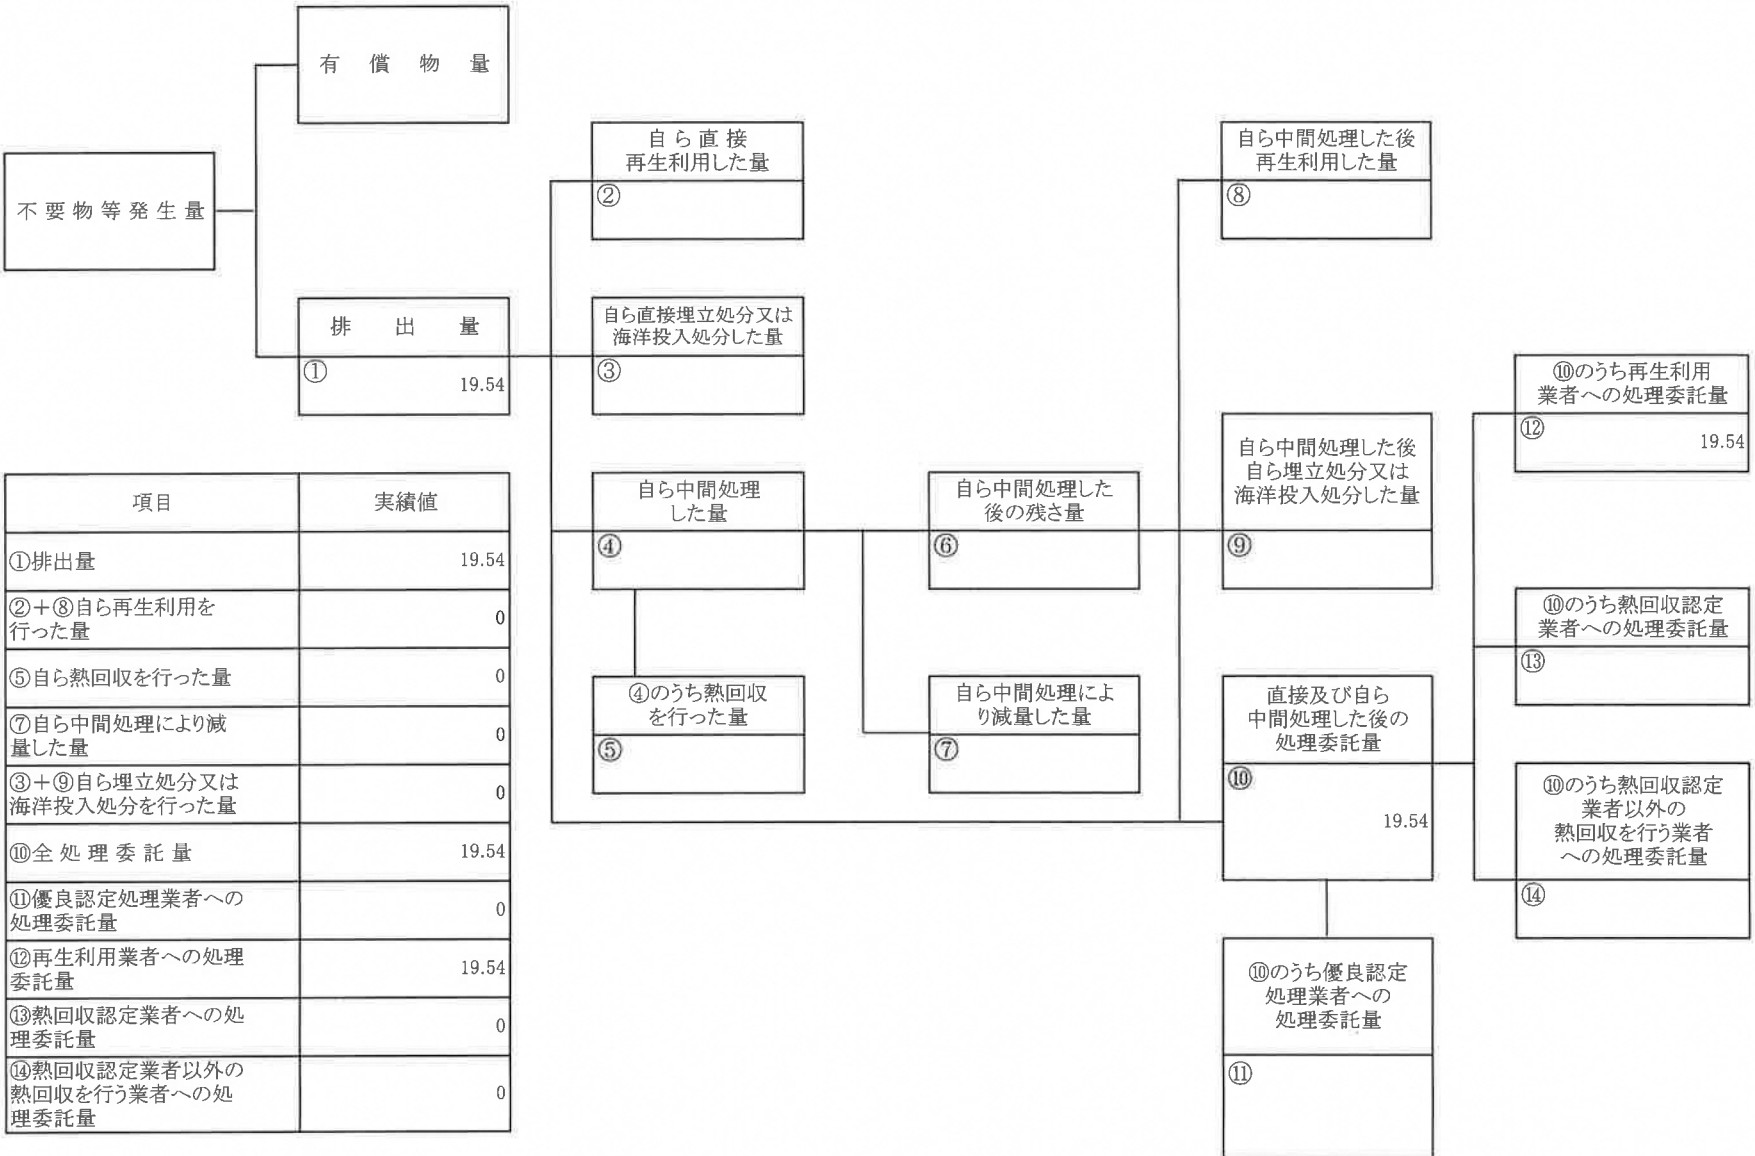 有償物量
不要物等発生量
排出量
①
19.54
自ら直接
再生利用した量
②
自ら直接埋立処分又は
海洋投入処分した量
③
自ら中間処理
した量
④
④のうち熱回収
を行った量
⑤
自ら中間処理した
後の残さ量
⑥
自ら中間処理によ
り減量した量
⑦
自ら中間処理した後
再生利用した量
⑧
自ら中間処理した後
自ら埋立処分又は
海洋投入処分した量
⑨
直接及び自ら
中間処理した後の
処理委託量
⑩
19.54
⑩のうち優良認定
処理業者への
処理委託量
⑪
⑩のうち再生利用
業者への処理委託量
⑫
19.54
⑩のうち熱回収認定
業者への処理委託量
⑬
⑩のうち熱回収認定
業者以外の
熱回収を行う業者
への処理委託量
⑭
項目 実績値
①排出量 19.54
②＋⑧自ら再生利用を
行った量 0
⑤自ら熱回収を行った量 0
⑦自ら中間処理により減
量した量 0
③＋⑨自ら埋立処分又は
海洋投入処分を行った量 0
⑩全処理委託量 19.54
⑪優良認定処理業者への
処理委託量 0
⑫再生利用業者への処理
委託量 19.54
⑬熱回収認定業者への処
理委託量 0
⑭熱回収認定業者以外の
熱回収を行う業者への処
理委託量 0